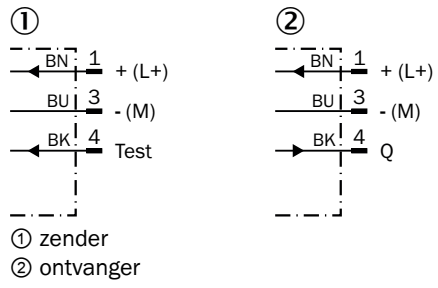 ① ②
BN 1 + (L+) BN 1 + (L+)
BU 3 - (M) BU 3 - (M)
BK 4 Test BK 4 Q
① zender
② ontvanger